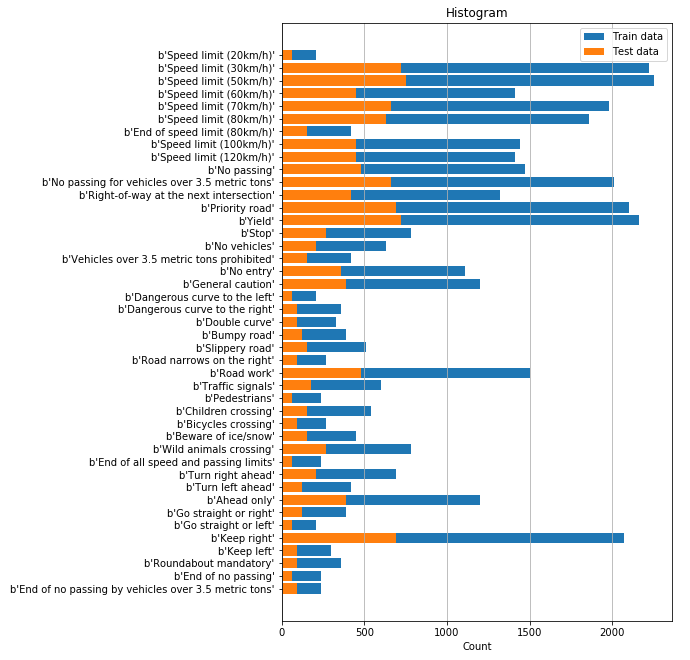 Histogram
Train data
Test data
b'Speed limit (20km/h)'
b'Speed limit (30km/h)'
b'Speed limit (50km/h)'
b'Speed limit (60km/h)'
b'Speed limit (70km/h)'
b'Speed limit (80km/h)'
b'End of speed limit (80km/h)'
b'Speed limit (100km/h)'
b'Speed limit (120km/h)'
b'No passing'
b'No passing for vehicles over 3.5 metric tons'
b'Right-of-way at the next intersection'
b'Priority road'
b'Yield'
b'Stop'
b'No vehicles'
b'Vehicles over 3.5 metric tons prohibited'
b'No entry'
b'General caution'
b'Dangerous curve to the left'
b'Dangerous curve to the right'
b'Double curve'
b'Bumpy road'
b'Slippery road'
b'Road narrows on the right'
b'Road work'
b'Traffic signals'
b'Pedestrians'
b'Children crossing'
b'Bicycles crossing'
b'Beware of ice/snow'
b'Wild animals crossing'
b'End of all speed and passing limits'
b'Turn right ahead'
b'Turn left ahead'
b'Ahead only'
b'Go straight or right'
b'Go straight or left'
b'Keep right'
b'Keep left'
b'Roundabout mandatory'
b'End of no passing'
b'End of no passing by vehicles over 3.5 metric tons'
0 500 1000 1500 2000
Count